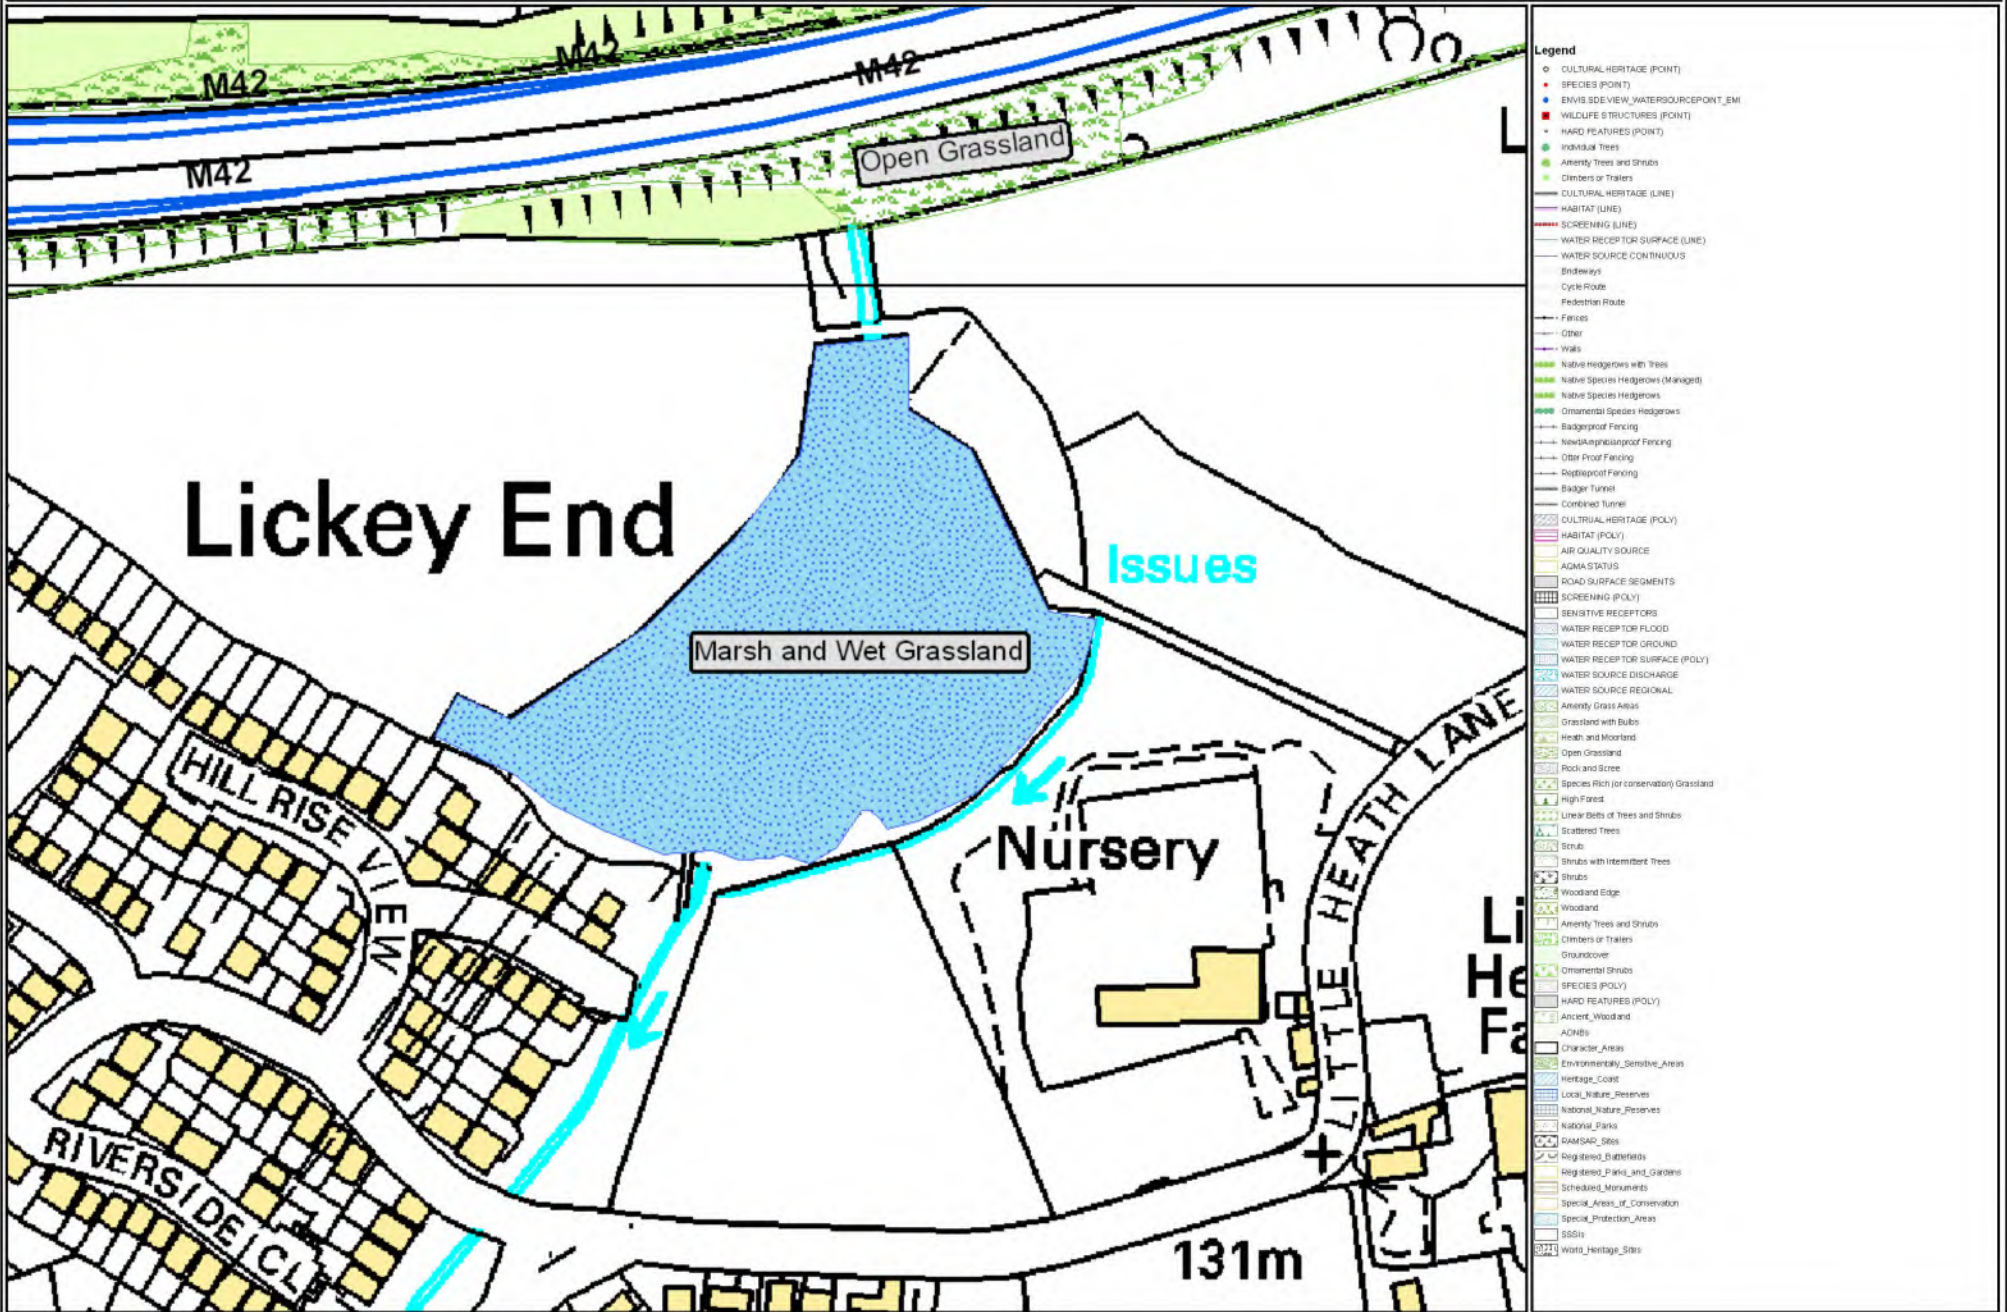 M42
M42
M42
M42
Open Grassland
L
Lickey End
Issues
Marsh and Wet Grassland
HILL RISE VIEW
Nursery
LITTLE HEATH LANE
Li
He
Fa
RIVERSIDE CL
131m
Legend
CULTURAL HERITAGE (POINT)
SPECIES (POINT)
ENVIS.SDE.VIEW_WATERSOURCEPOINT_EMI
WILDLIFE STRUCTURES (POINT)
HARD FEATURES (POINT)
Individual Trees
Amenity Trees and Shrubs
Climbers or Trailers
CULTURAL HERITAGE (LINE)
HABITAT (LINE)
SCREENING (LINE)
WATER RECEPTOR SURFACE (LINE)
WATER SOURCE CONTINUOUS
Bridleways
Cycle Route
Pedestrian Route
Fences
Other
Walls
Native Hedgerows with Trees
Native Species Hedgerows (Managed)
Native Species Hedgerows
Ornamental Species Hedgerows
Badgerproof Fencing
Newt/Amphibianproof Fencing
Otter Proof Fencing
Reptileproof Fencing
Badger Tunnel
Combined Tunnel
CULTRUAL HERITAGE (POLY)
HABITAT (POLY)
AIR QUALITY SOURCE
AQMA STATUS
ROAD SURFACE SEGMENTS
SCREENING (POLY)
SENSITIVE RECEPTORS
WATER RECEPTOR FLOOD
WATER RECEPTOR GROUND
WATER RECEPTOR SURFACE (POLY)
WATER SOURCE DISCHARGE
WATER SOURCE REGIONAL
Amenity Grass Areas
Grassland with Bulbs
Heath and Moorland
Open Grassland
Rock and Scree
Species Rich (or conservation) Grassland
High Forest
Linear Belts of Trees and Shrubs
Scattered Trees
Scrub
Shrubs with Intermittent Trees
Shrubs
Woodland Edge
Woodland
Amenity Trees and Shrubs
Climbers or Trailers
Groundcover
Ornamental Shrubs
SPECIES (POLY)
HARD FEATURES (POLY)
Ancient_Woodland
AONBs
Character_Areas
Environmentally_Sensitive_Areas
Heritage_Coast
Local_Nature_Reserves
National_Nature_Reserves
National_Parks
RAMSAR_Sites
Registered_Battlefields
Registered_Parks_and_Gardens
Scheduled_Monuments
Special_Areas_of_Conservation
Special_Protection_Areas
SSSIs
World_Heritage_Sites